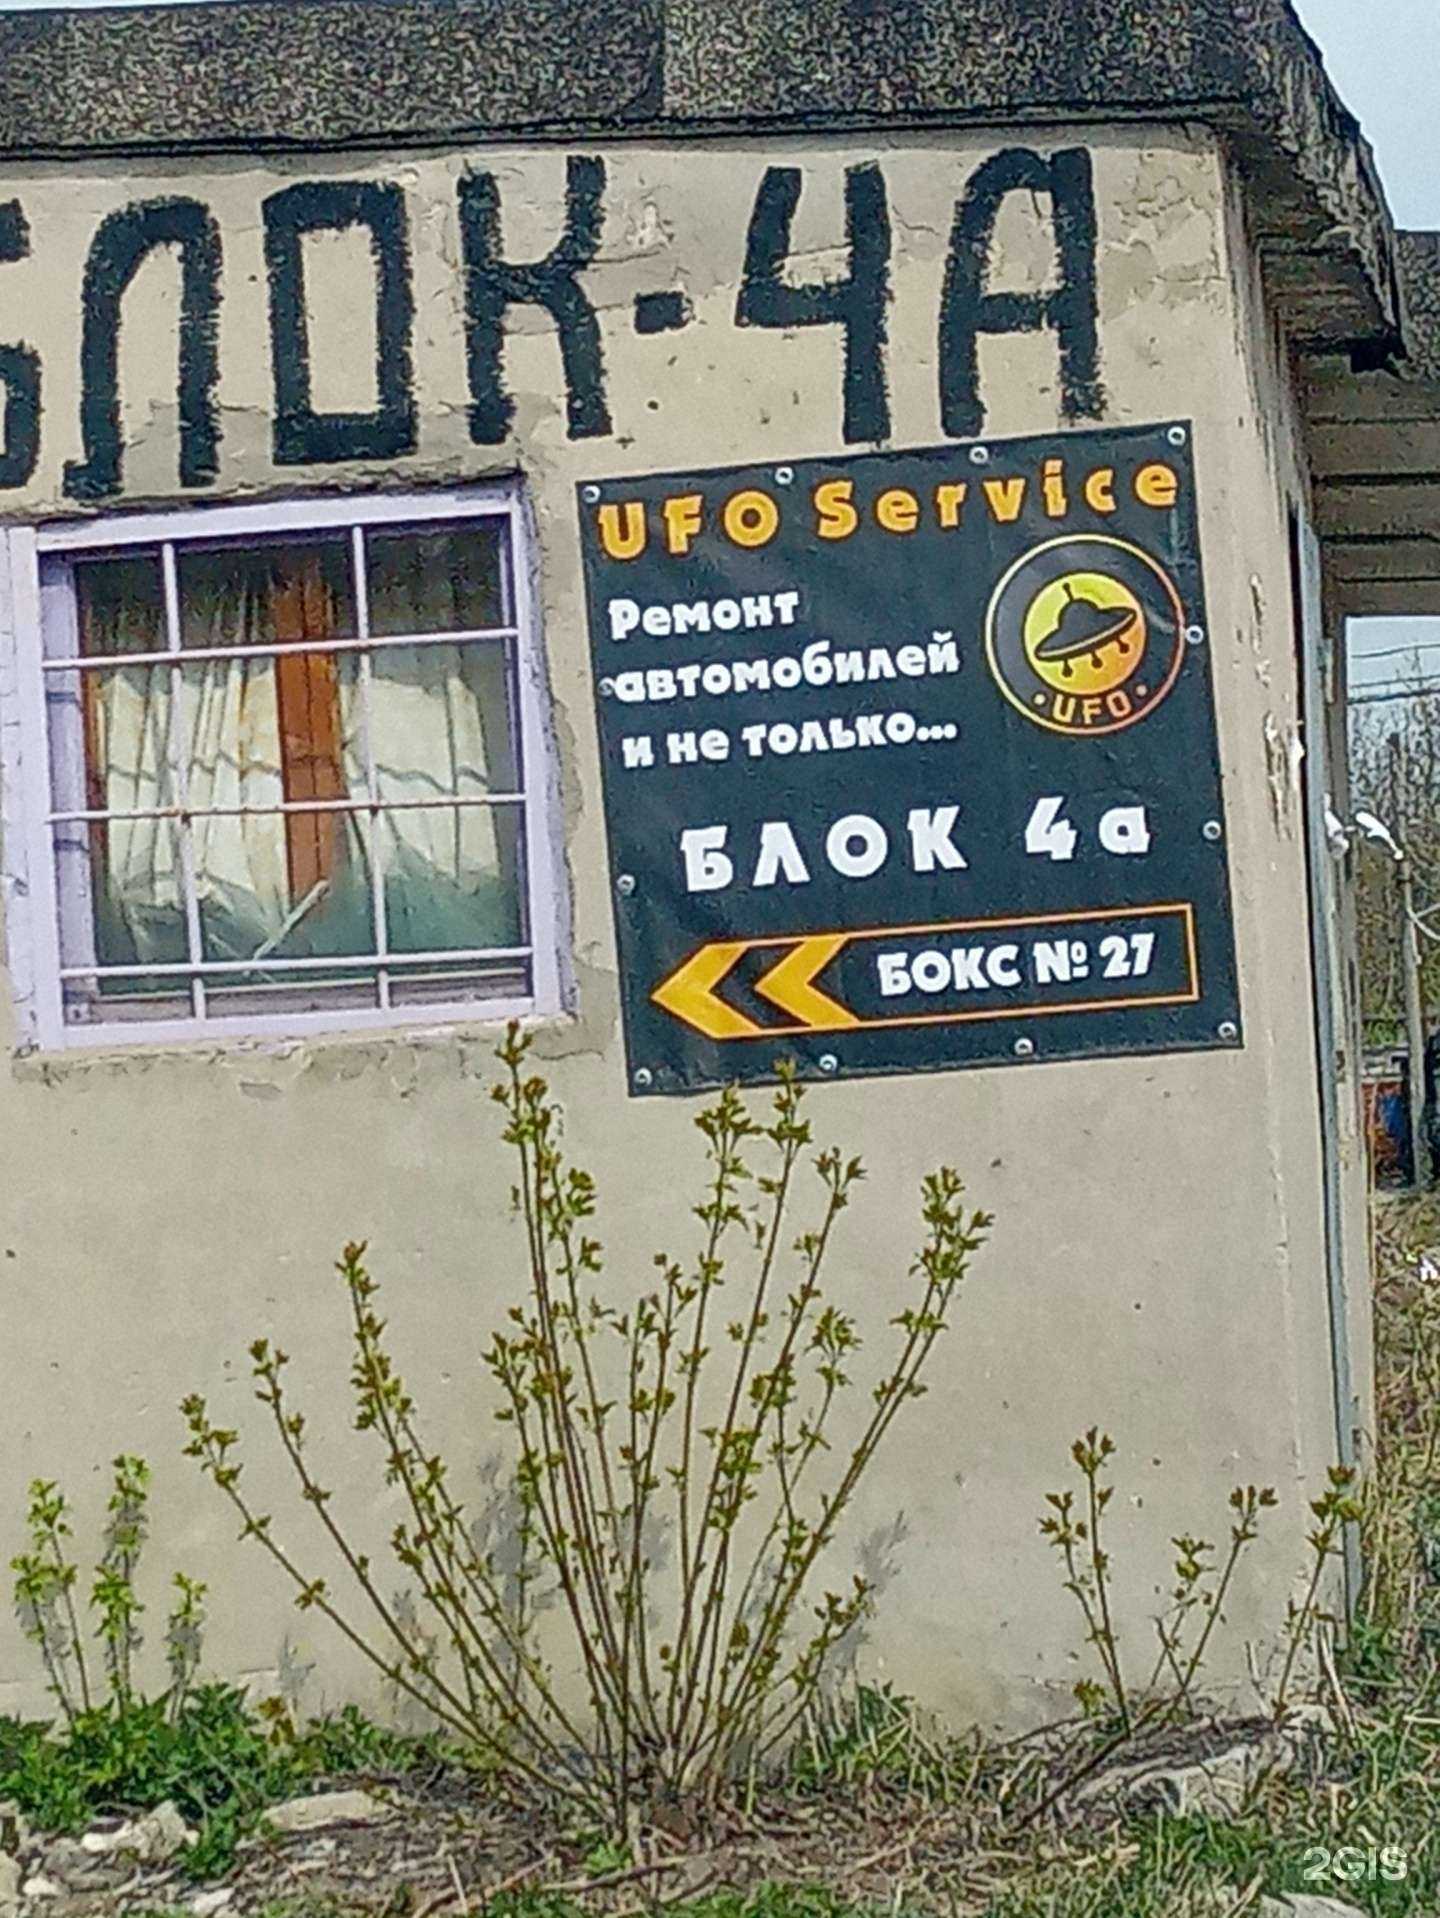 БЛОК-4А
UFO Service
Ремонт
автомобилей
и не только...
UFO
БЛОК 4а
БОКС № 27
2GIS